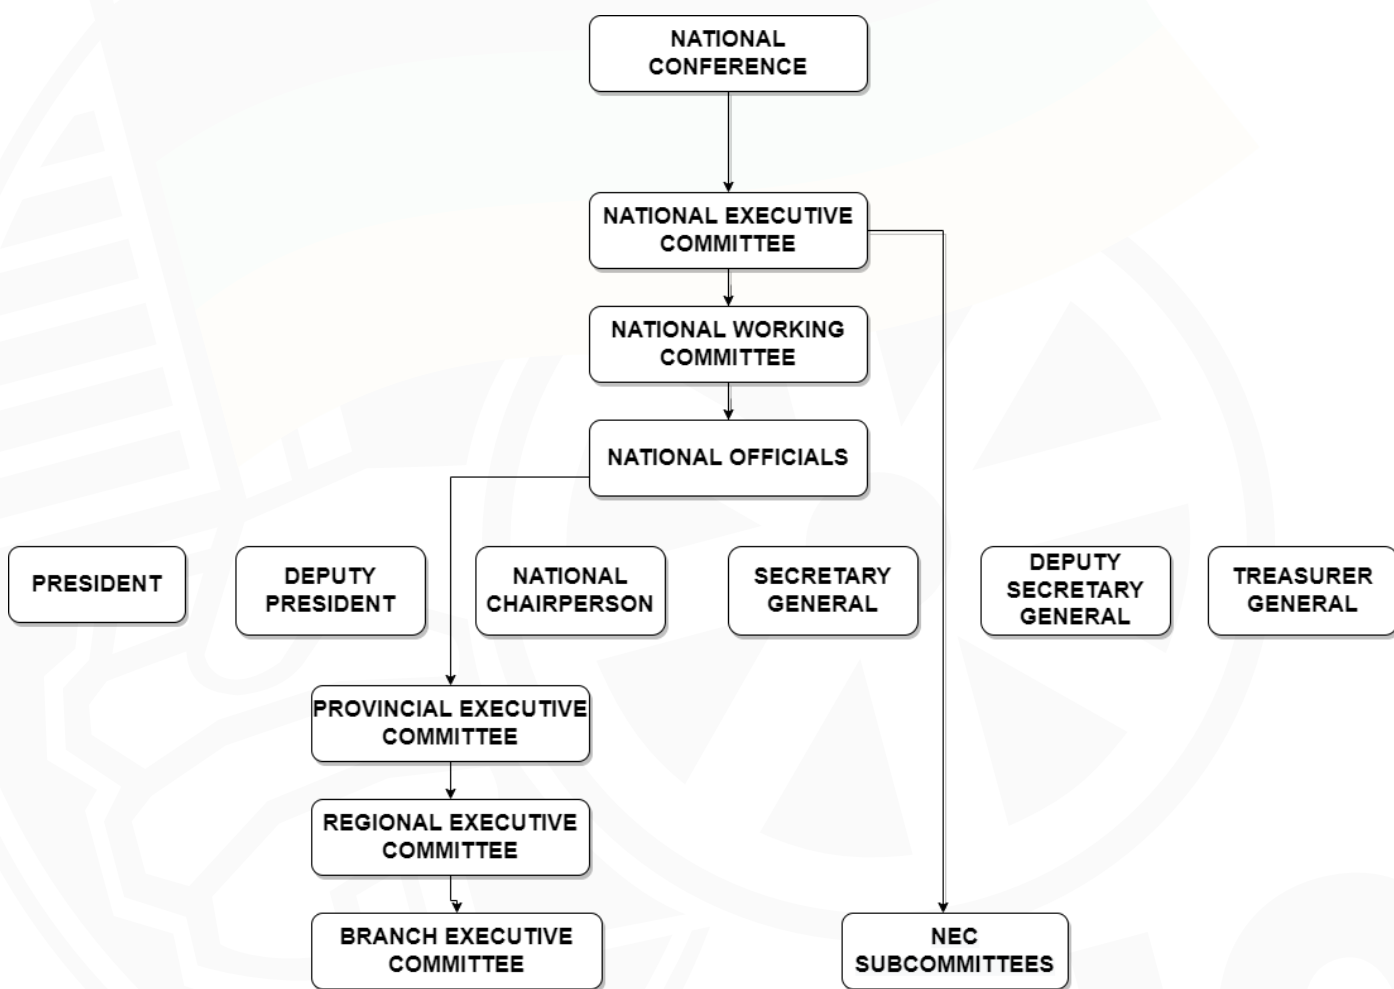 NATIONAL
CONFERENCE
NATIONAL EXECUTIVE
COMMITTEE
NATIONAL WORKING
COMMITTEE
NATIONAL OFFICIALS
PRESIDENT
DEPUTY
PRESIDENT
NATIONAL
CHAIRPERSON
SECRETARY
GENERAL
DEPUTY
SECRETARY
GENERAL
TREASURER
GENERAL
PROVINCIAL EXECUTIVE
COMMITTEE
REGIONAL EXECUTIVE
COMMITTEE
BRANCH EXECUTIVE
COMMITTEE
NEC
SUBCOMMITTEES